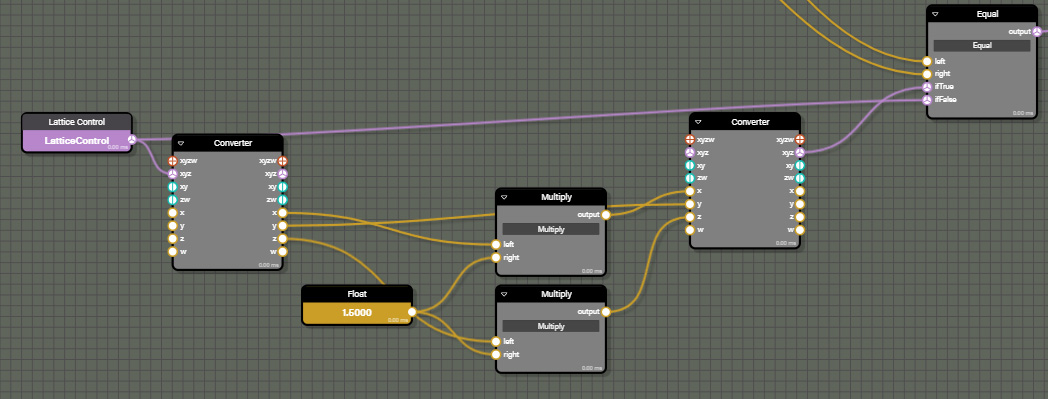 Equal
output
Equal
left
right
ifTrue
ifFalse
0.00 ms
Lattice Control
LatticeControl
0.00 ms
Converter
xyzw xyzw
xyz xyz
xy xy
zw zw
x x
y y
z z
w w
0.00 ms
Converter
xyzw xyzw
xyz xyz
xy xy
zw zw
x x
y y
z z
w w
0.00 ms
Multiply
output
Multiply
left
right
0.00 ms
Float
1.5000
0.00 ms
Multiply
output
Multiply
left
right
0.00 ms